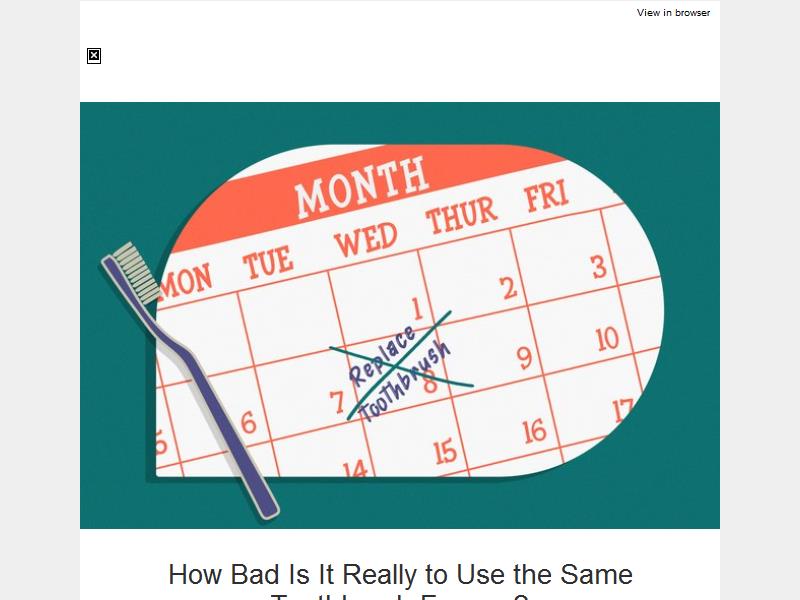 View in browser
MONTH
MON TUE WED THUR FRI
1 2 3
Replace
Toothbrush
5 6 7 8 9 10
14 15 16 17
How Bad Is It Really to Use the Same